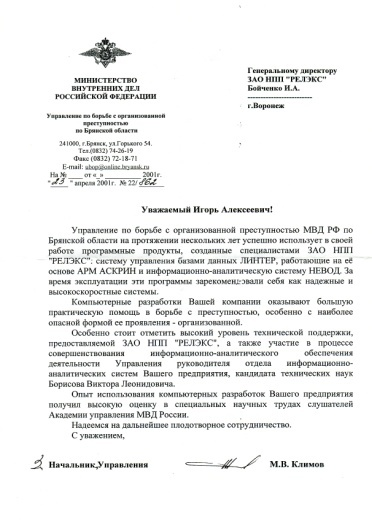 МИНИСТЕРСТВО
ВНУТРЕННИХ ДЕЛ
РОССИЙСКОЙ ФЕДЕРАЦИИ
Управление по борьбе с организованной
преступностью
по Брянской области
241000, г.Брянск, ул.Горького 54.
Тел.(0832) 74-26-19
Факс (0832) 72-18-71
E-mail: ubop@online.bryansk.ru
На № ____ от «_» ________ 2001г.
"23" апреля 2001г. № 22/862
Генеральному директору
ЗАО НПП "РЕЛЭКС"
Бойченко И.А.
--------------------------
г.Воронеж
Уважаемый Игорь Алексеевич!
Управление по борьбе с организованной преступностью МВД РФ по
Брянской области на протяжении нескольких лет успешно использует в своей
работе программные продукты, созданные специалистами ЗАО НПП
"РЕЛЭКС": систему управления базами данных ЛИНТЕР, работающие на её
основе АРМ АСКРИН и информационно-аналитическую систему НЕВОД. За
время эксплуатации эти программы зарекомендовали себя как надежные и
высокоскоростные системы.
Компьютерные разработки Вашей компании оказывают большую
практическую помощь в борьбе с преступностью, особенно с наиболее
опасной формой ее проявления - организованной.
Особенно стоит отметить высокий уровень технической поддержки,
предоставляемой ЗАО НПП "РЕЛЭКС", а также участие в процессе
совершенствования информационно-аналитического обеспечения
деятельности Управления руководителя отдела информационно-
аналитических систем Вашего предприятия, кандидата технических наук
Борисова Виктора Леонидовича.
Опыт использования компьютерных разработок Вашего предприятия
получил высокую оценку в специальных научных трудах слушателей
Академии управления МВД России.
Надеемся на дальнейшее плодотворное сотрудничество.
С уважением,
Начальник,Управления М.В. Климов